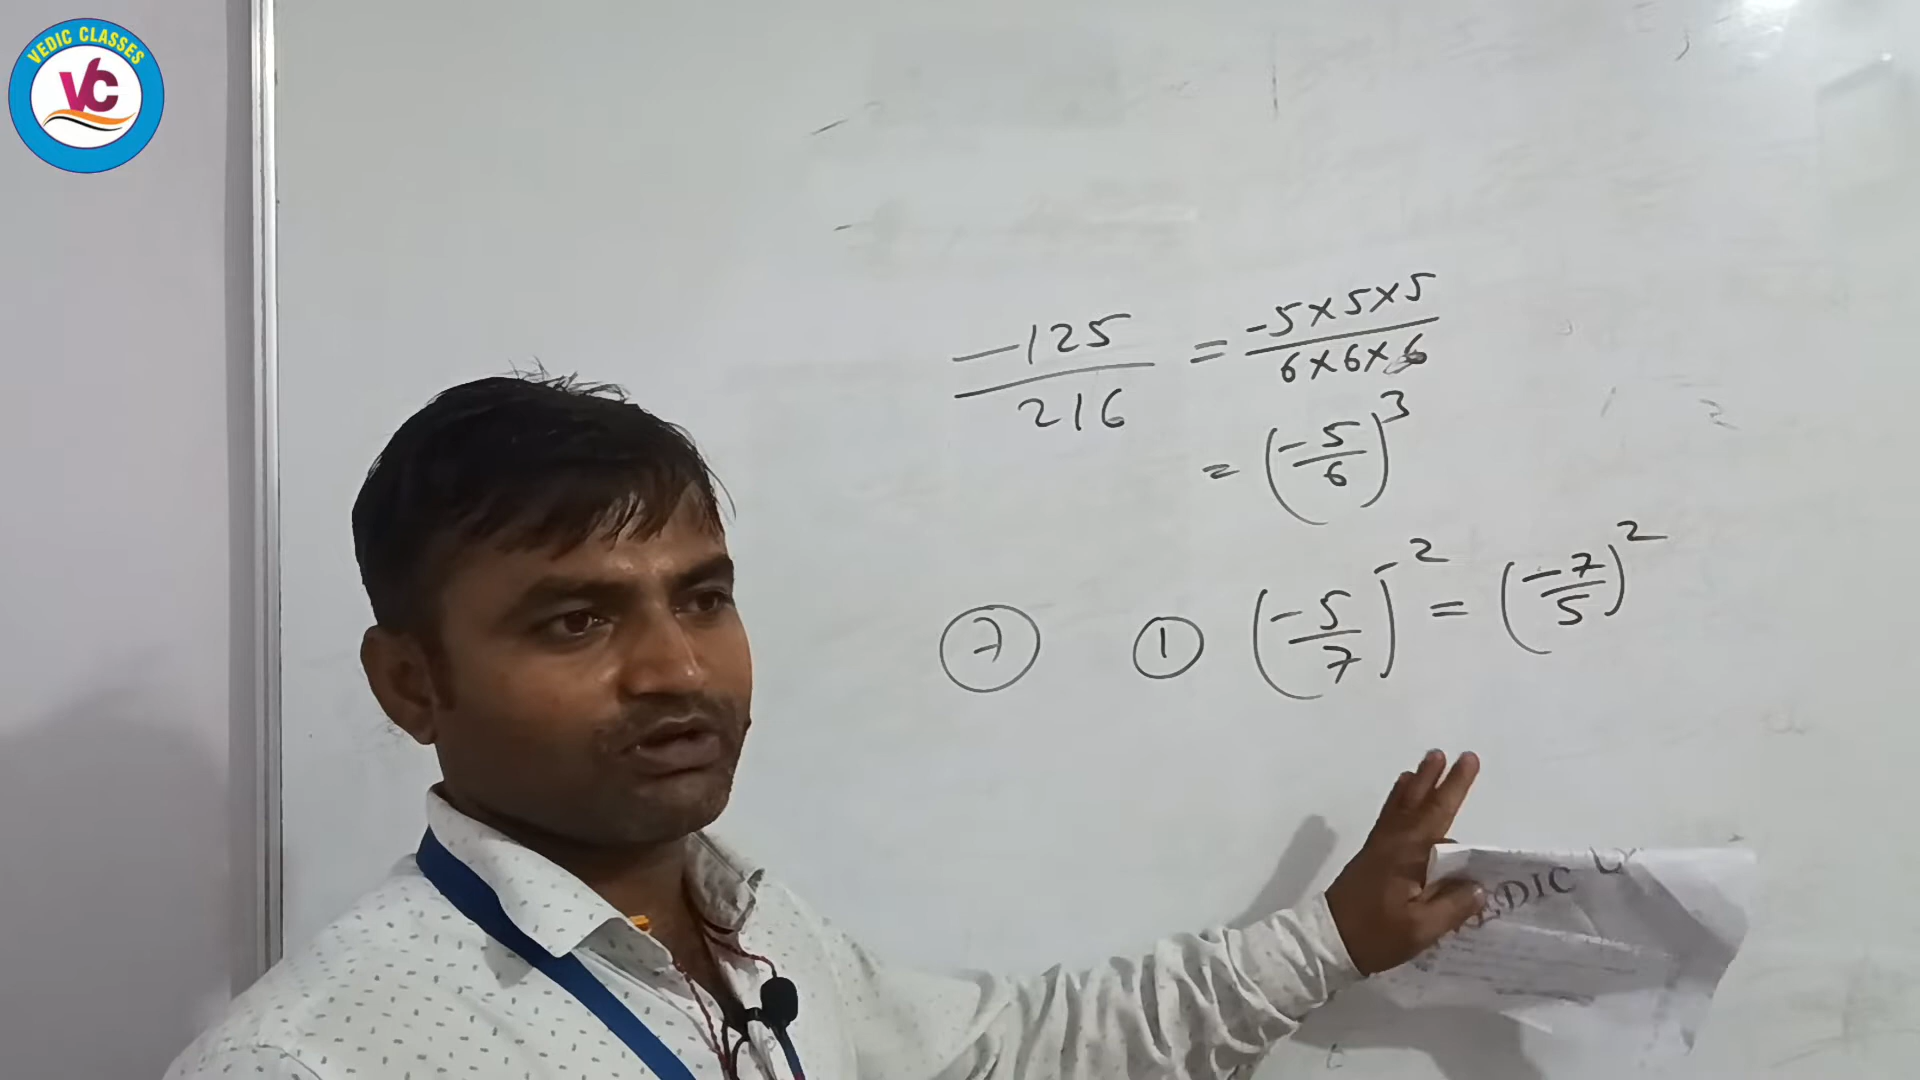 VEDIC CLASSES
VC
-125/216 = -5×5×5/6×6×6
= (-5/6)^3
⑦ ① (-5/7)^-2 = (-7/5)^2
EDIC